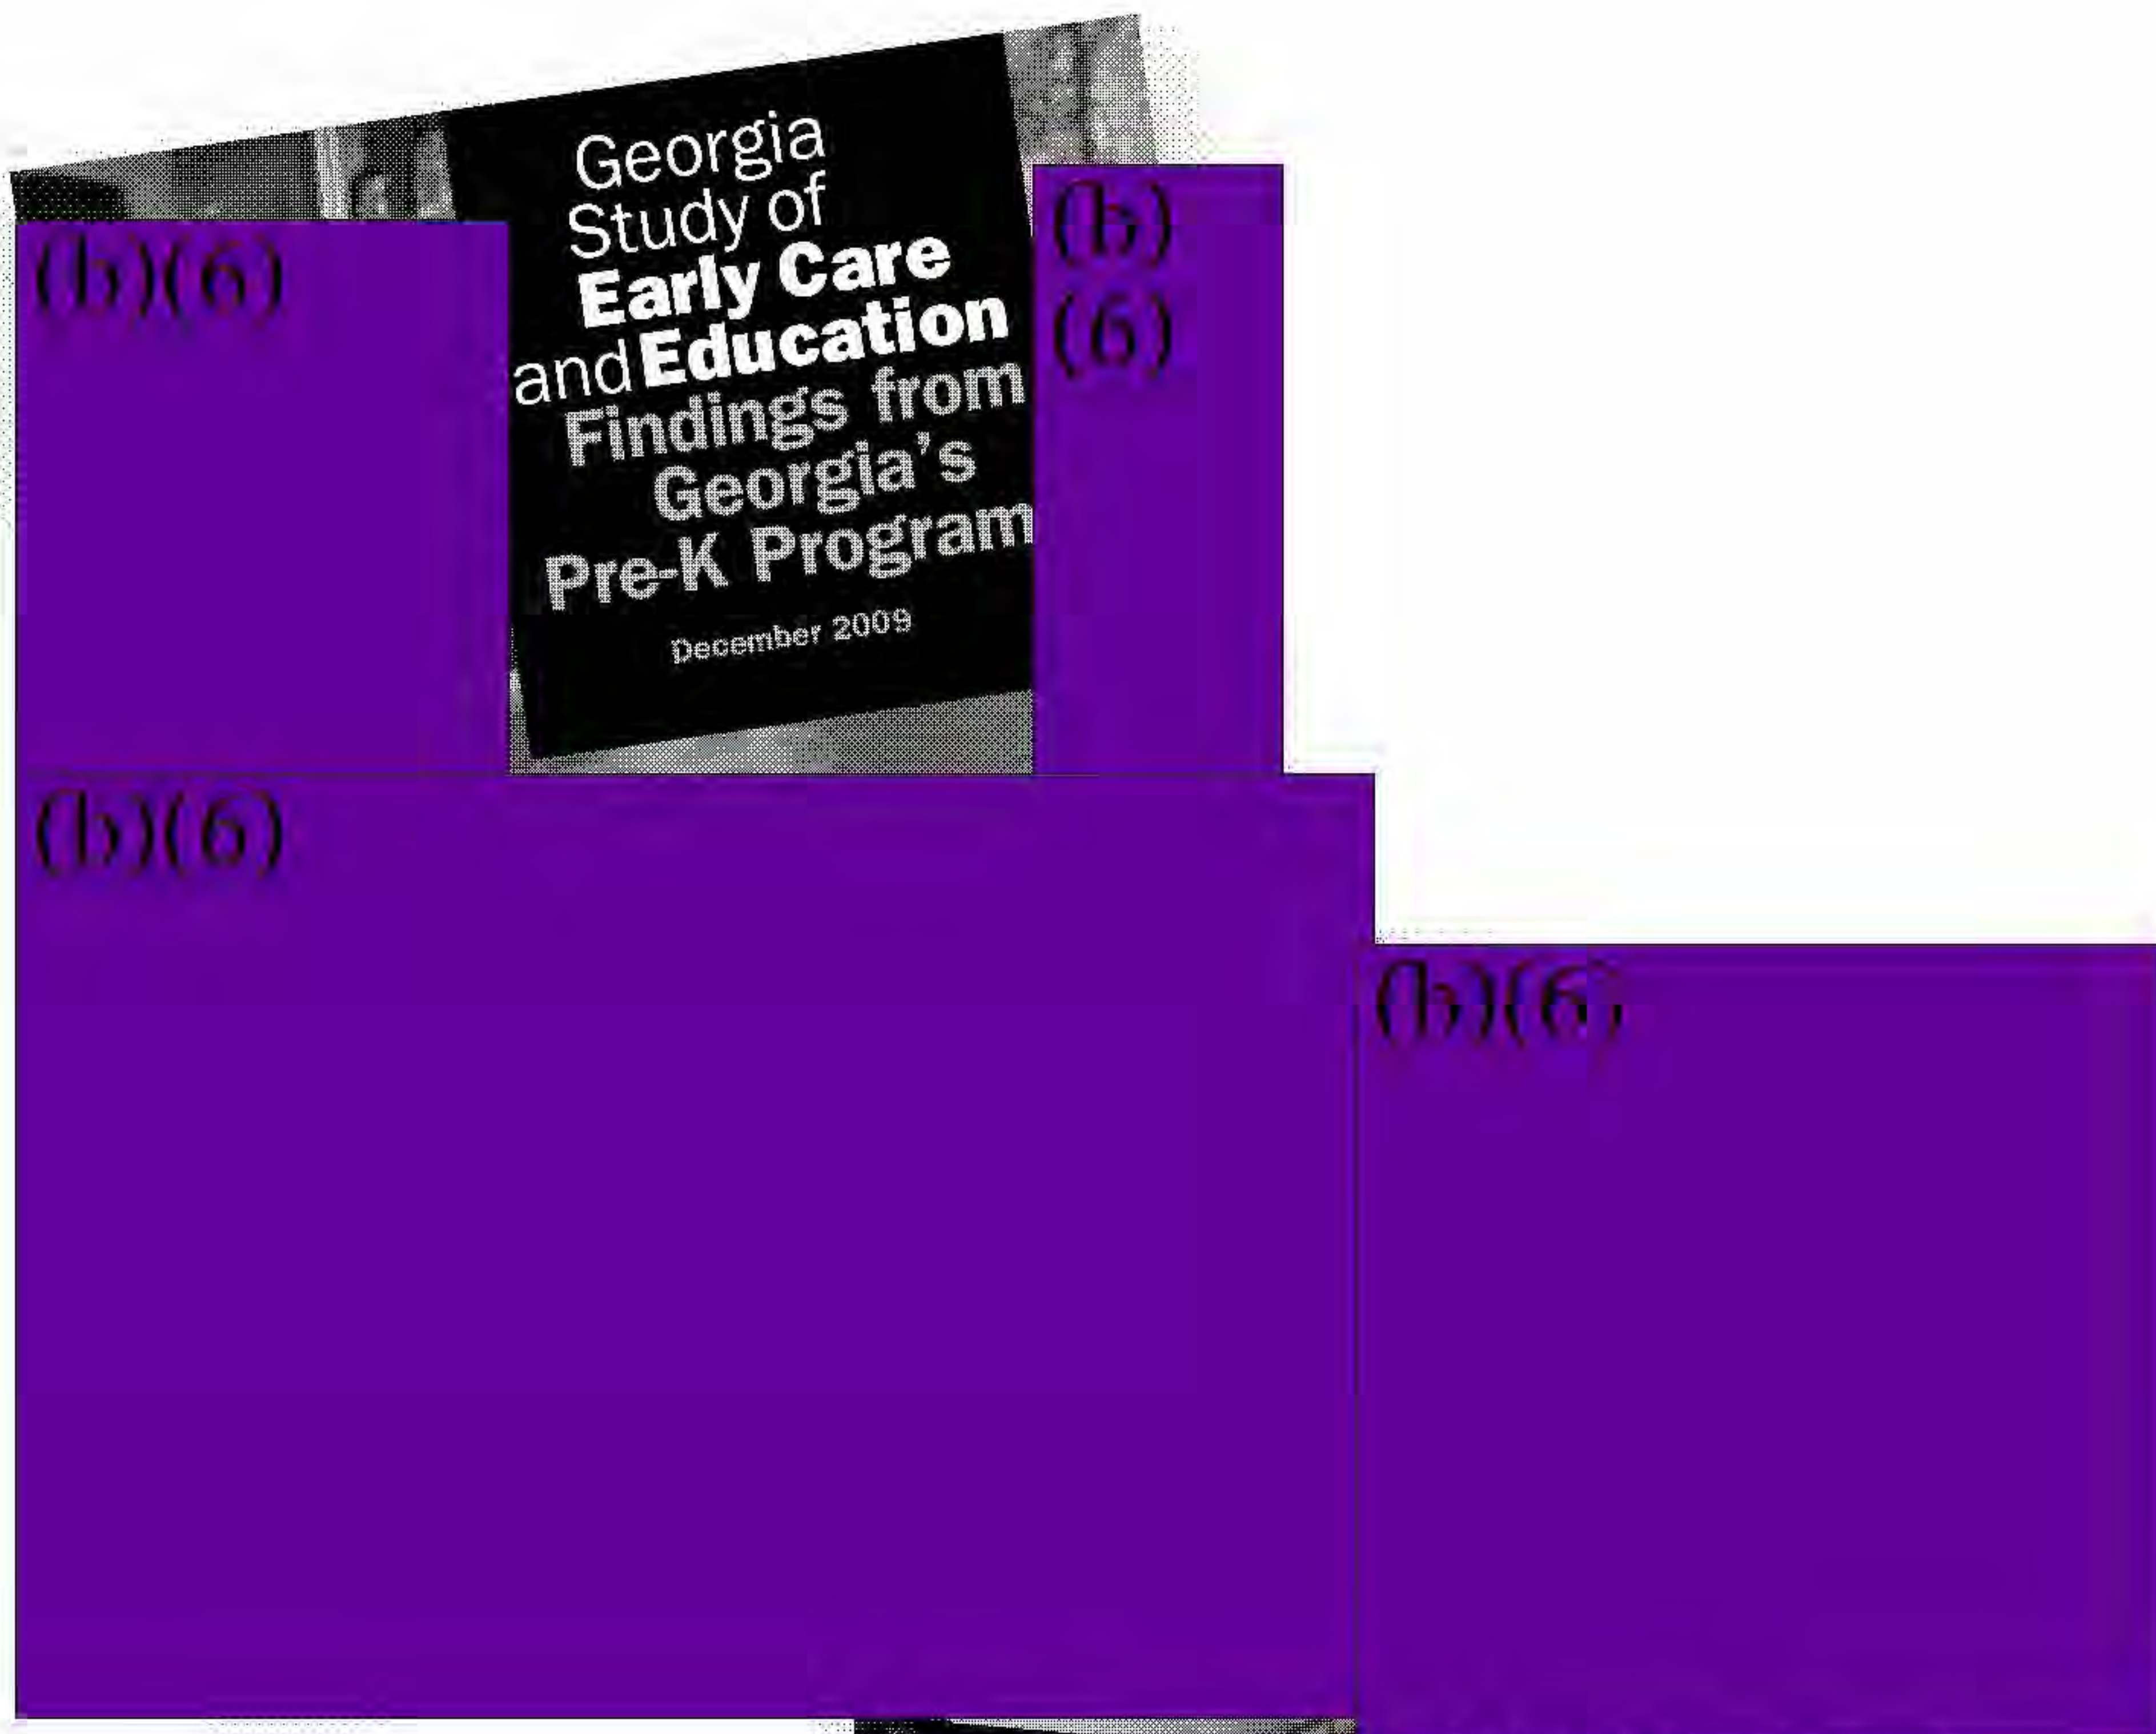 Georgia
Study of
Early Care
and Education
Findings from
Georgia's
Pre-K Program
December 2009
(b)(6)
(b)
(6)
(b)(6)
(b)(6)